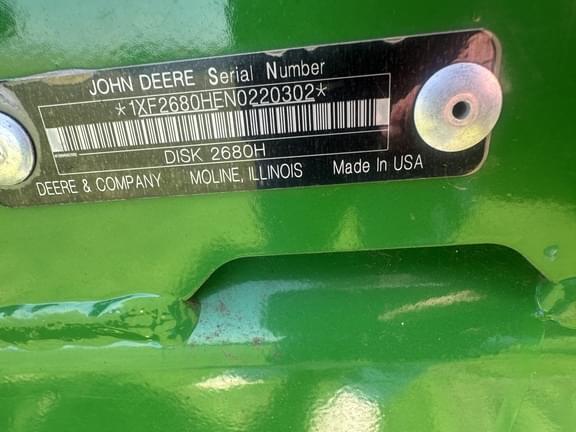 JOHN DEERE Serial Number
*1XF2680HEN0220302*
DISK 2680H
DEERE & COMPANY MOLINE, ILLINOIS Made In USA